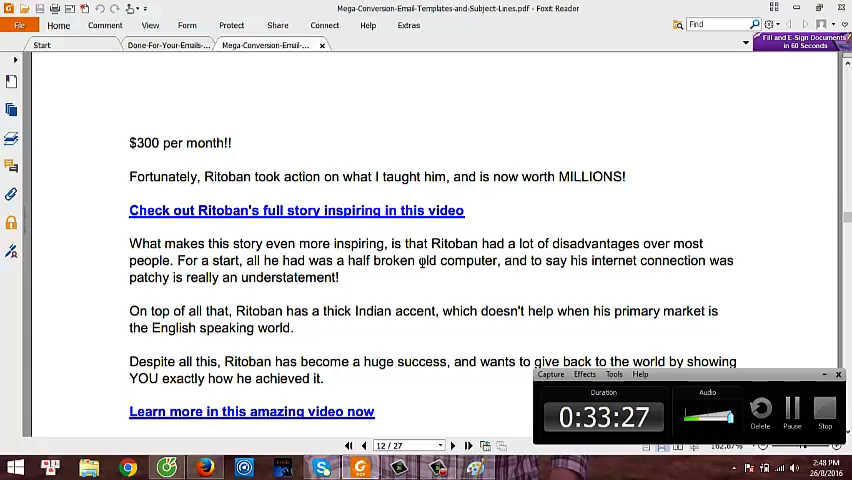 Mega-Conversion-Email-Templates-and-Subject-Lines.pdf - Foxit Reader
File Home Comment View Form Protect Share Connect Help Extras
Find
Start Done-For-Your-Emails-... Mega-Conversion-Email-...
Fill and E-Sign Documents
in 60 Seconds
$300 per month!!
Fortunately, Ritoban took action on what I taught him, and is now worth MILLIONS!
Check out Ritoban's full story inspiring in this video
What makes this story even more inspiring, is that Ritoban had a lot of disadvantages over most
people. For a start, all he had was a half broken old computer, and to say his internet connection was
patchy is really an understatement!
On top of all that, Ritoban has a thick Indian accent, which doesn't help when his primary market is
the English speaking world.
Despite all this, Ritoban has become a huge success, and wants to give back to the world by showing
YOU exactly how he achieved it.
Learn more in this amazing video now
Capture Effects Tools Help
Duration Audio
0:33:27
Delete Pause Stop
12 / 27
162.67%
2:48 PM
26/8/2016